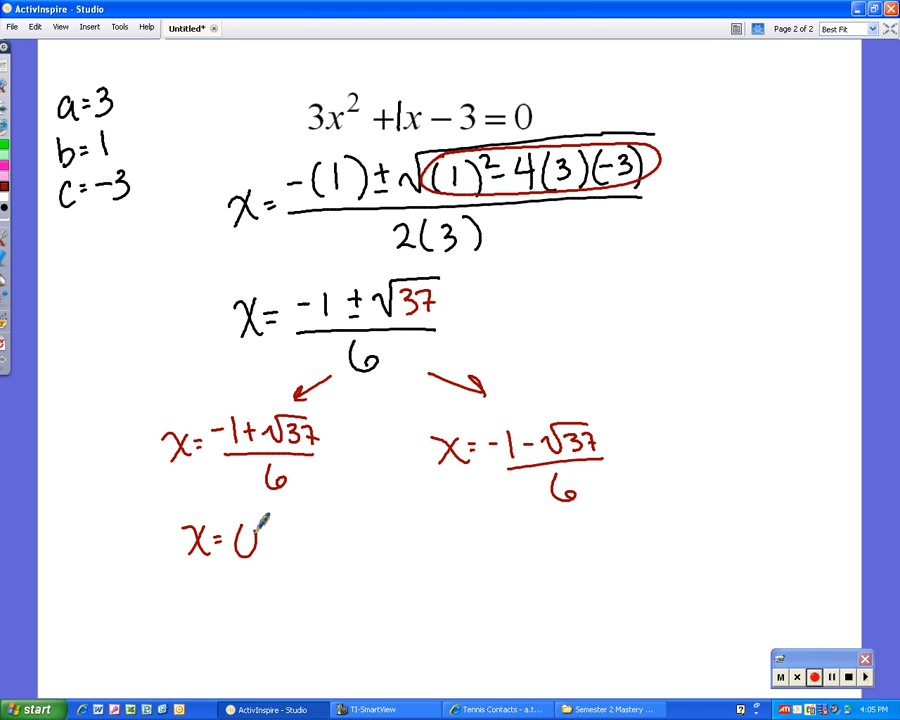 ActivInspire - Studio
File Edit View Insert Tools Help Untitled* Page 2 of 2 Best Fit
a=3
b=1
c=-3
3x² +1x − 3 = 0
x= -(1) ± √(1)²-4(3)(-3)
2(3)
x= -1 ± √37
6
x= -1+√37
6
x= -1-√37
6
x= 0
M
start ActivInspire - Studio TI-SmartView Tennis Contacts - a.t... Semester 2 Mastery ... 4:05 PM